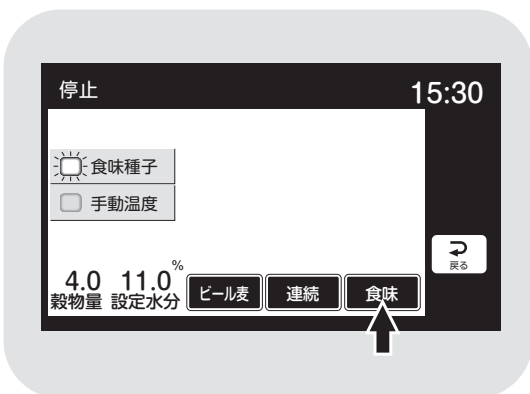 停止 15:30
食味種子
手動温度
戻る
4.0 11.0%
穀物量 設定水分
ビール麦 連続 食味